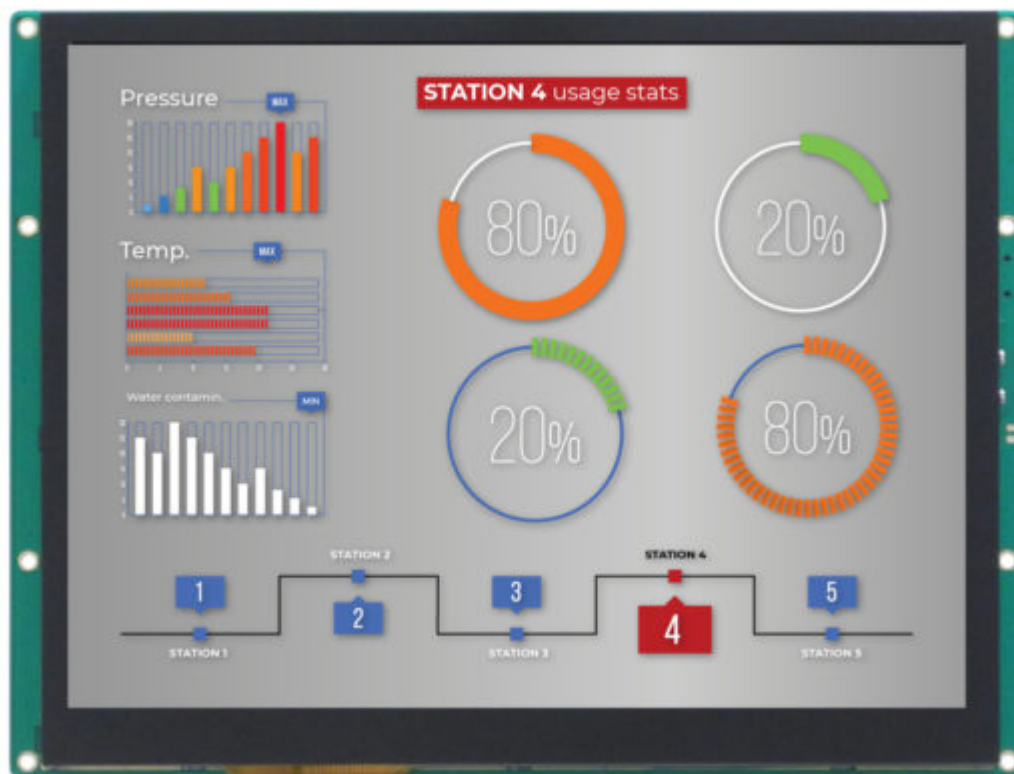 STATION 4 usage stats
Pressure
MAX
80%
20%
Temp.
MAX
Water contamin.
MIN
20%
80%
STATION 2
STATION 4
1
3
5
2
4
STATION 1
STATION 3
STATION 5